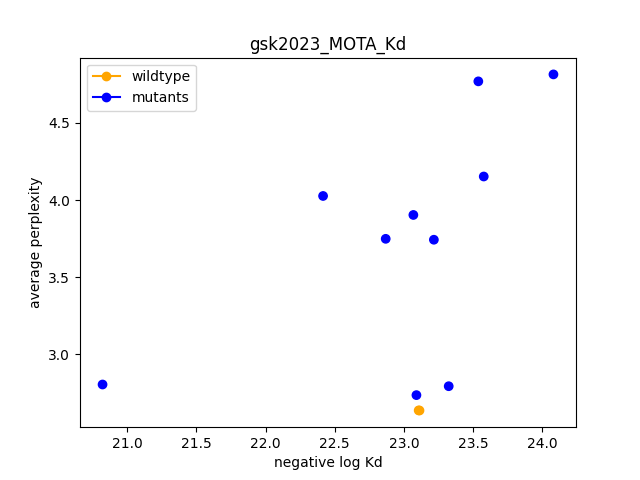 gsk2023_MOTA_Kd
wildtype
mutants
4.5
4.0
3.5
3.0
average perplexity
21.0 21.5 22.0 22.5 23.0 23.5 24.0
negative log Kd